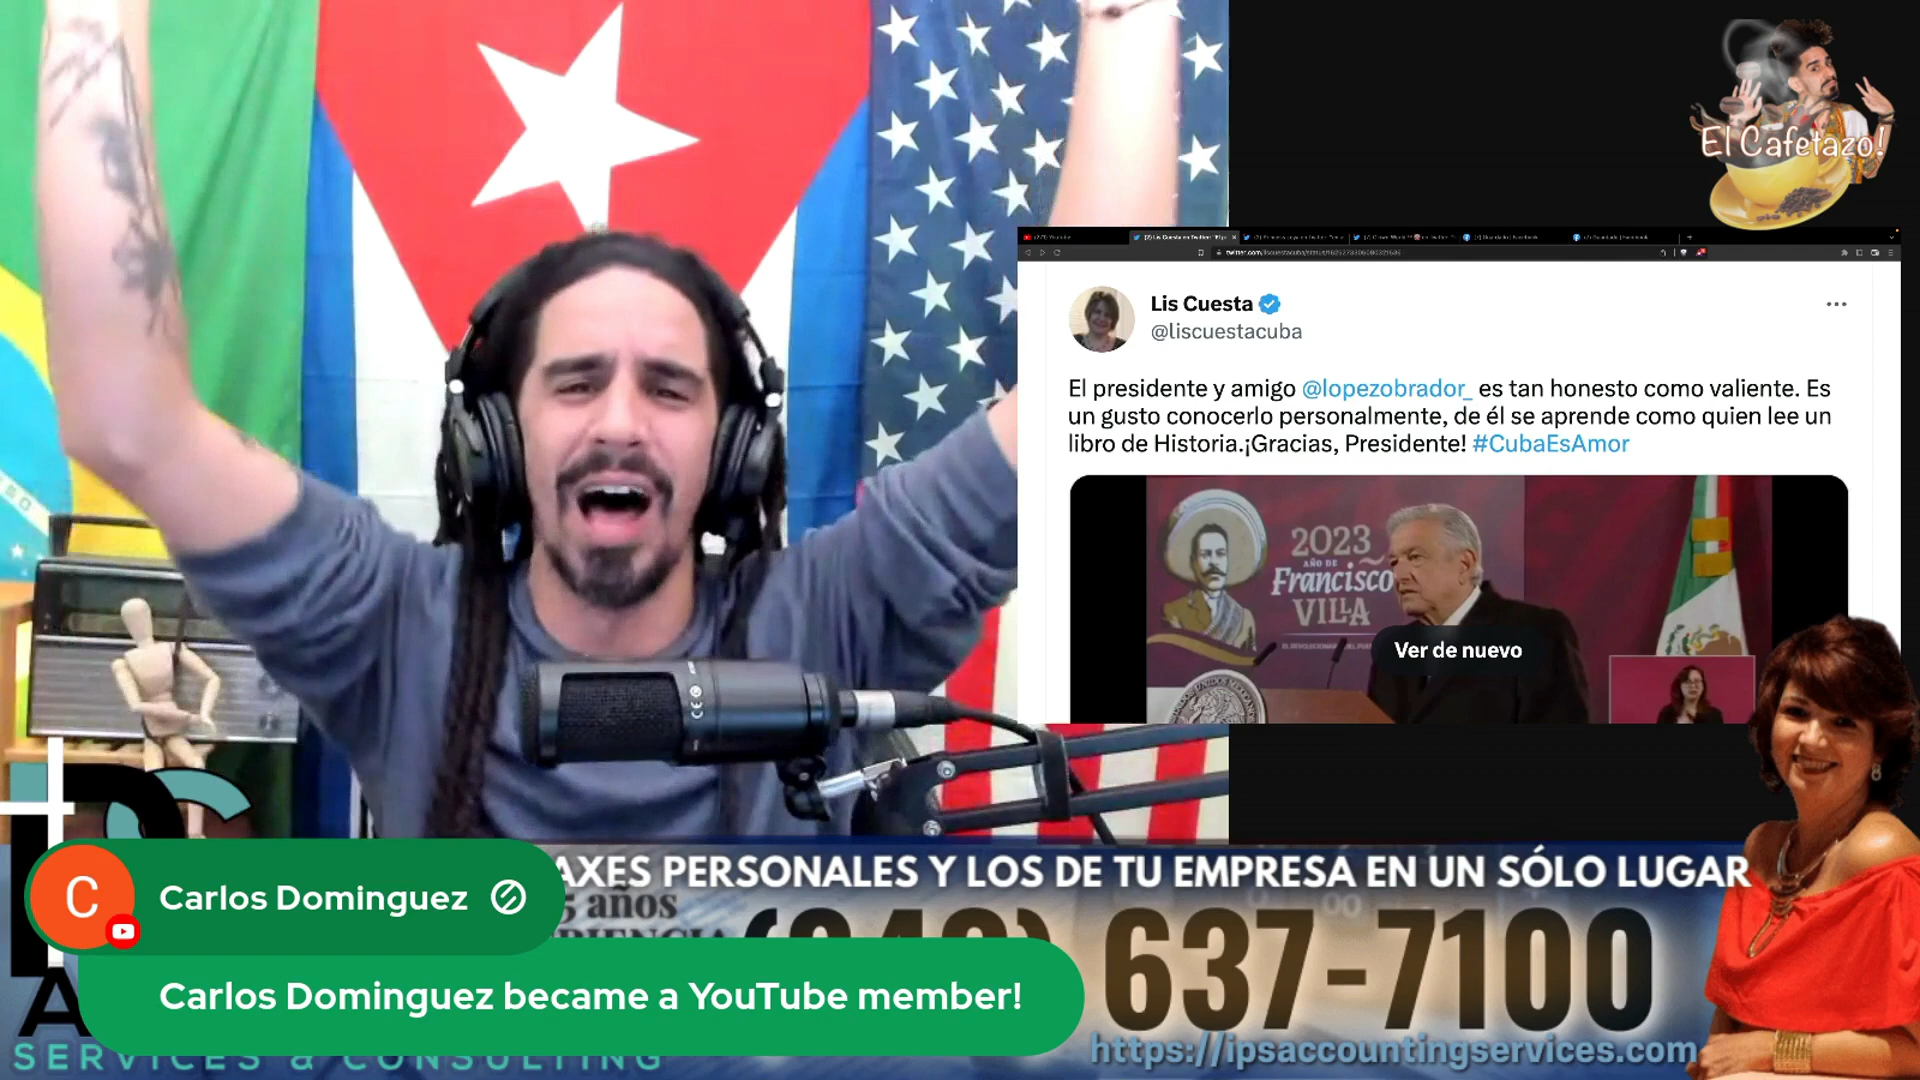 El Cafetazo!
Lis Cuesta
@liscuestacuba
El presidente y amigo @lopezobrador_ es tan honesto como valiente. Es
un gusto conocerlo personalmente, de él se aprende como quien lee un
libro de Historia.¡Gracias, Presidente! #CubaEsAmor
2023
AÑO DE
Francisco
VILLA
Ver de nuevo
AXES PERSONALES Y LOS DE TU EMPRESA EN UN SÓLO LUGAR
5 años
637-7100
https://ipsaccountingservices.com
C
Carlos Dominguez
Carlos Dominguez became a YouTube member!
SERVICES & CONSULTING